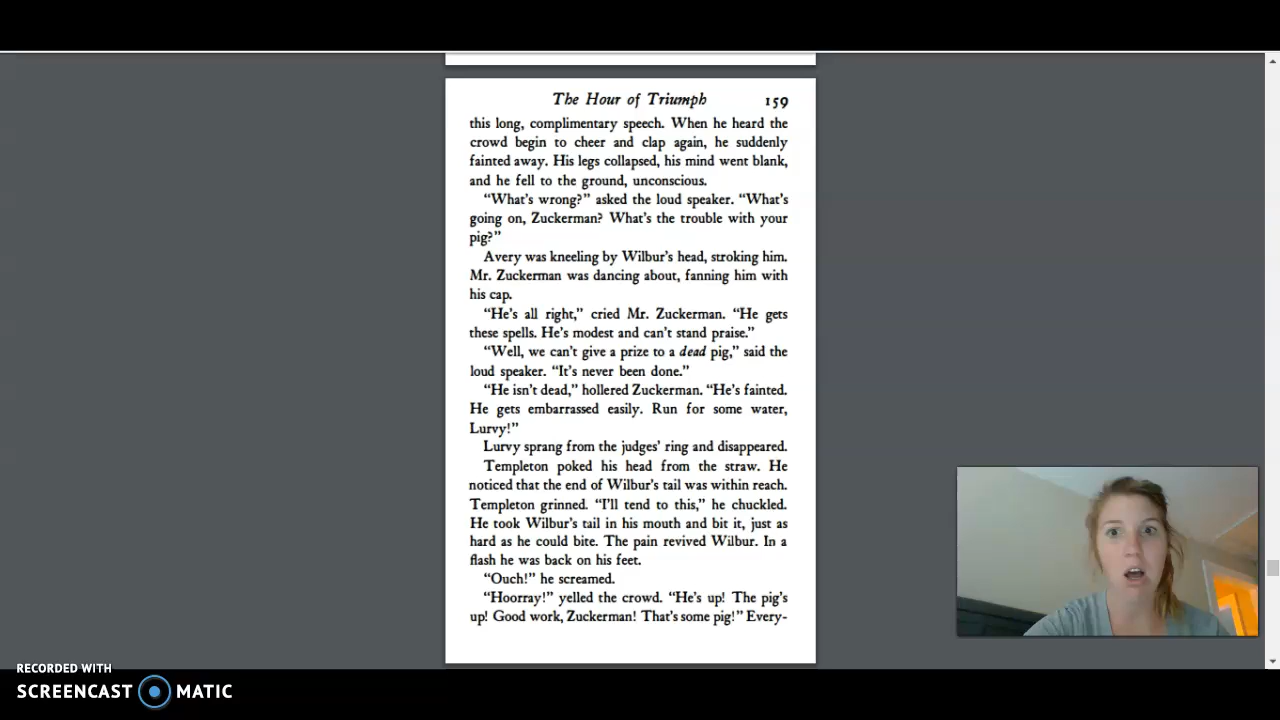 The Hour of Triumph 159
this long, complimentary speech. When he heard the
crowd begin to cheer and clap again, he suddenly
fainted away. His legs collapsed, his mind went blank,
and he fell to the ground, unconscious.
“What's wrong?” asked the loud speaker. “What's
going on, Zuckerman? What's the trouble with your
pig?”
Avery was kneeling by Wilbur's head, stroking him.
Mr. Zuckerman was dancing about, fanning him with
his cap.
“He's all right,” cried Mr. Zuckerman. “He gets
these spells. He's modest and can't stand praise.”
“Well, we can't give a prize to a dead pig,” said the
loud speaker. “It's never been done.”
“He isn't dead,” hollered Zuckerman. “He's fainted.
He gets embarrassed easily. Run for some water,
Lurvy!”
Lurvy sprang from the judges' ring and disappeared.
Templeton poked his head from the straw. He
noticed that the end of Wilbur's tail was within reach.
Templeton grinned. “I'll tend to this,” he chuckled.
He took Wilbur's tail in his mouth and bit it, just as
hard as he could bite. The pain revived Wilbur. In a
flash he was back on his feet.
“Ouch!” he screamed.
“Hoorray!” yelled the crowd. “He's up! The pig's
up! Good work, Zuckerman! That's some pig!” Every-
RECORDED WITH
SCREENCAST MATIC